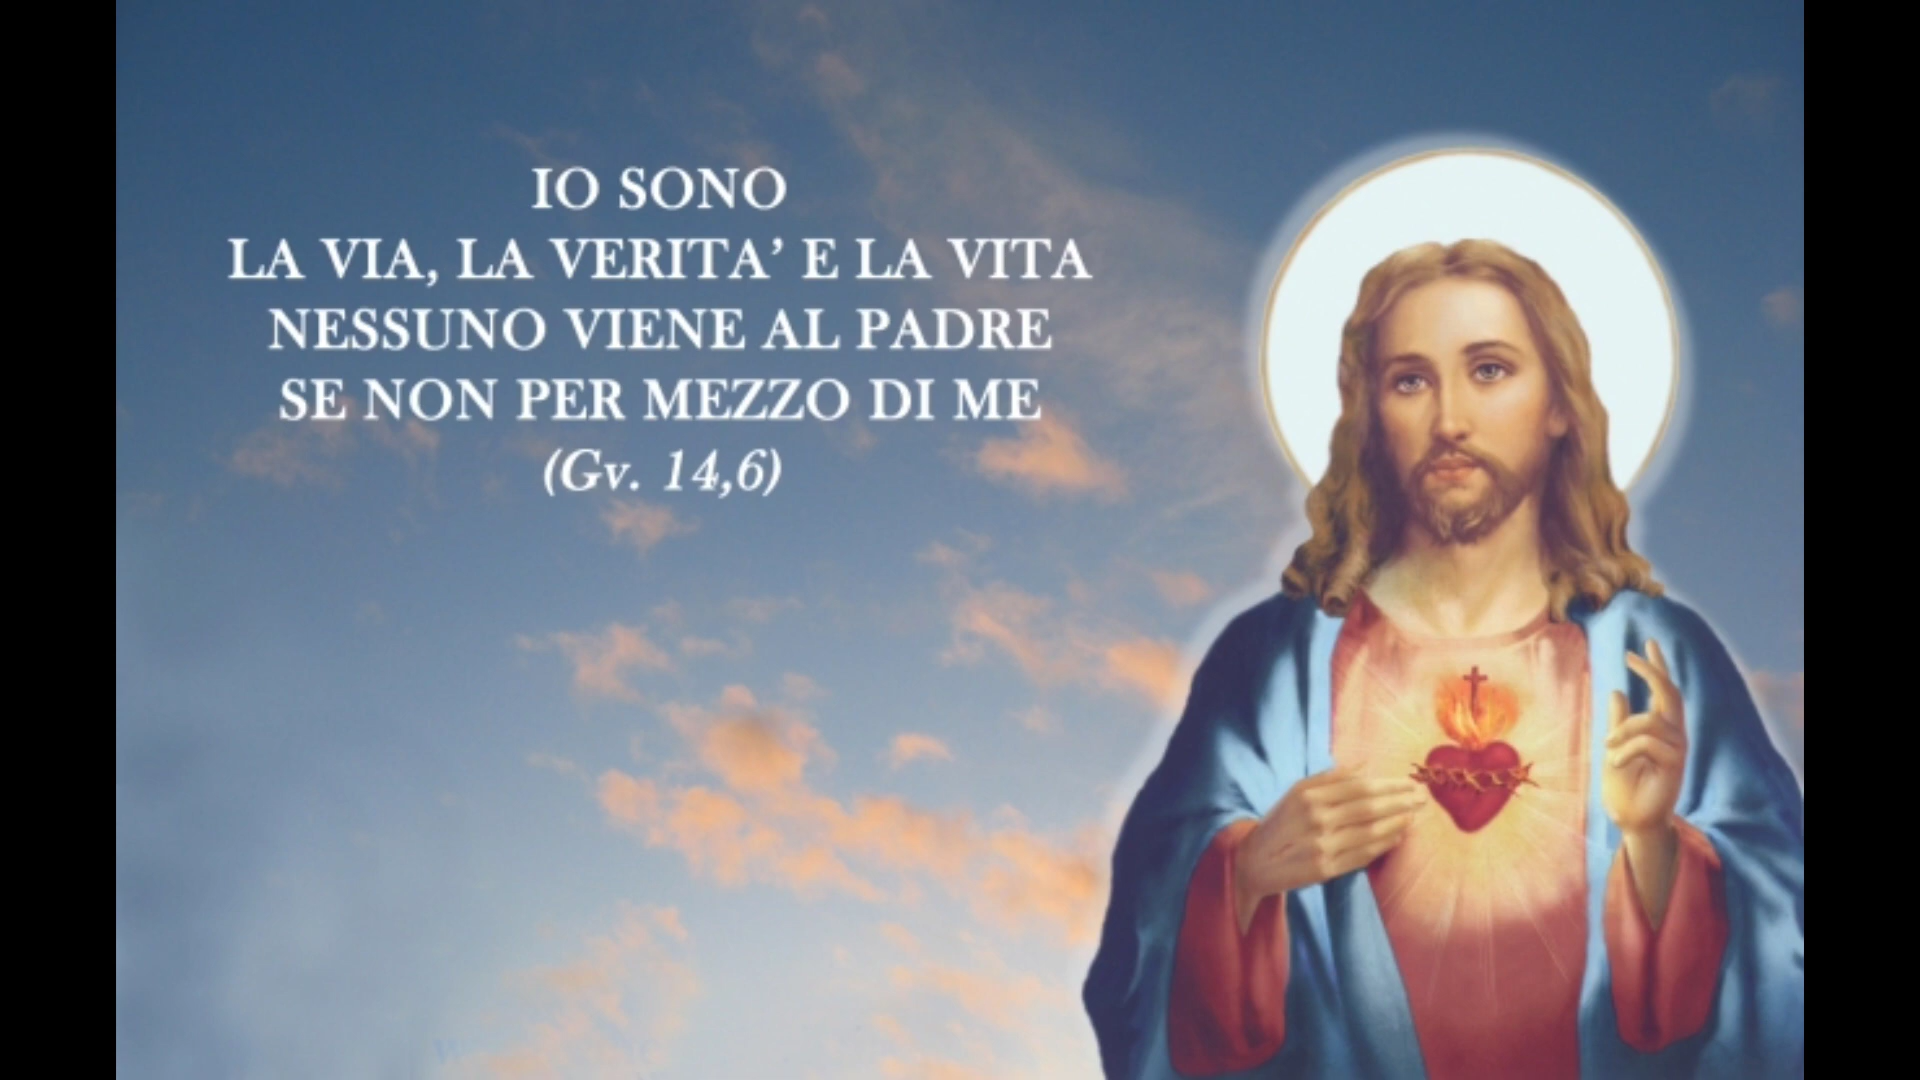 IO SONO
LA VIA, LA VERITA’ E LA VITA
NESSUNO VIENE AL PADRE
SE NON PER MEZZO DI ME
(Gv. 14,6)